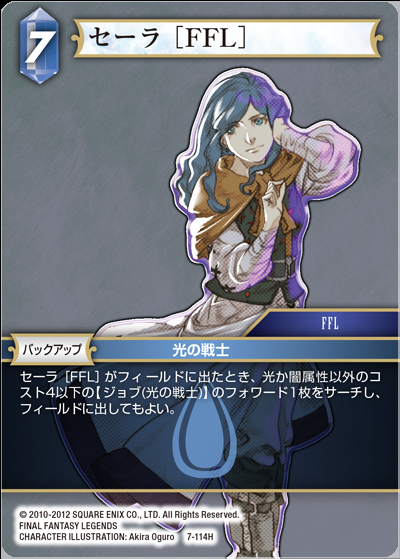 7
セーラ［FFL］
FFL
バックアップ
光の戦士
セーラ［FFL］がフィールドに出たとき、光か闇属性以外のコ
スト4以下の【ジョブ(光の戦士)】のフォワード1枚をサーチし、
フィールドに出してもよい。
© 2010-2012 SQUARE ENIX CO., LTD. All Rights Reserved.
FINAL FANTASY LEGENDS
CHARACTER ILLUSTRATION: Akira Oguro 7-114H